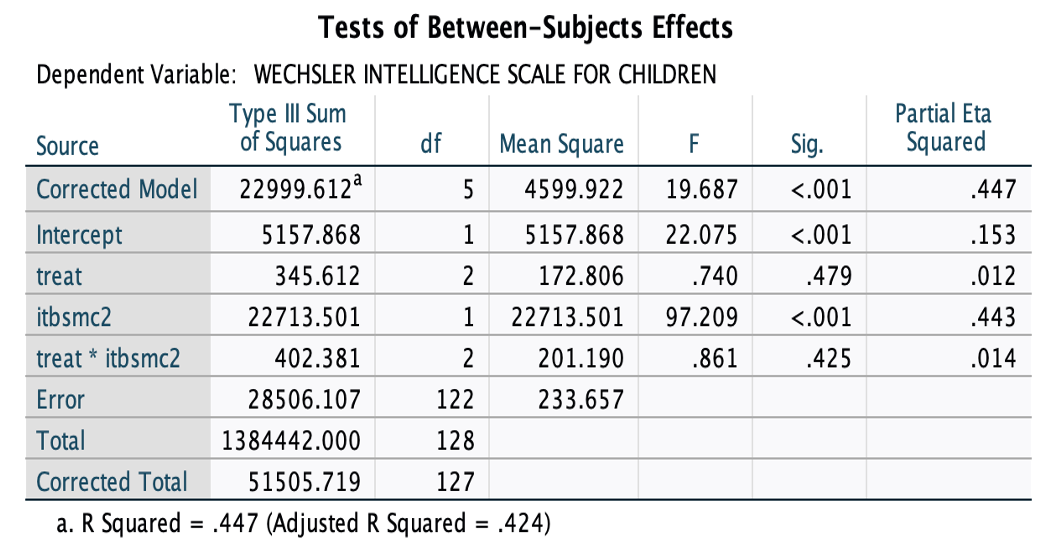 Tests of Between-Subjects Effects
Dependent Variable: WECHSLER INTELLIGENCE SCALE FOR CHILDREN
Source Type III Sum of Squares df Mean Square F Sig. Partial Eta Squared
Corrected Model 22999.612a 5 4599.922 19.687 <.001 .447
Intercept 5157.868 1 5157.868 22.075 <.001 .153
treat 345.612 2 172.806 .740 .479 .012
itbsmc2 22713.501 1 22713.501 97.209 <.001 .443
treat * itbsmc2 402.381 2 201.190 .861 .425 .014
Error 28506.107 122 233.657
Total 1384442.000 128
Corrected Total 51505.719 127
a. R Squared = .447 (Adjusted R Squared = .424)